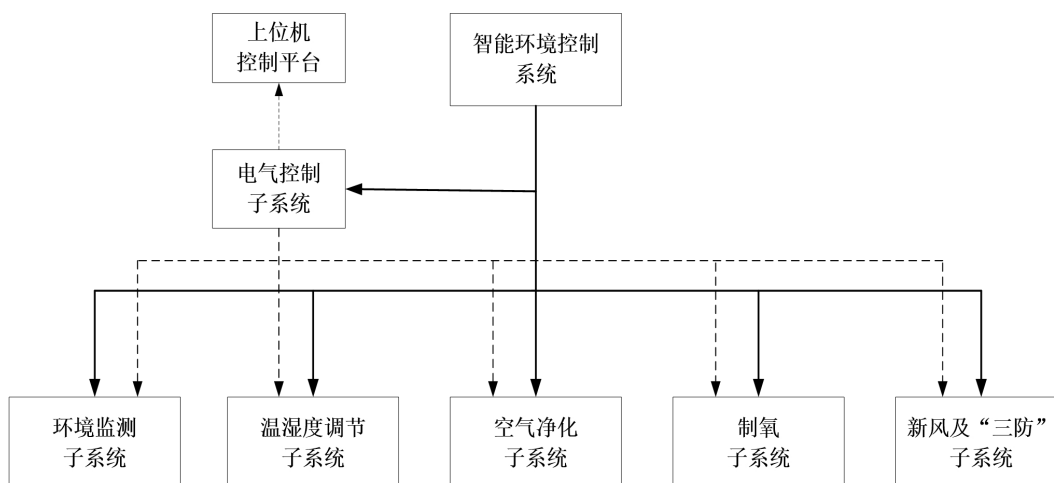 上位机
控制平台
智能环境控制
系统
电气控制
子系统
环境监测
子系统
温湿度调节
子系统
空气净化
子系统
制氧
子系统
新风及“三防”
子系统